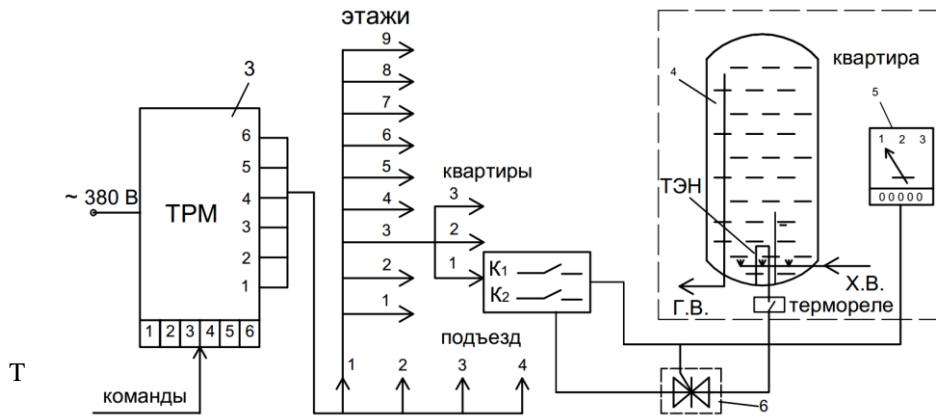 этажи
9
8
7
6
5
4
3
2
1
3
~ 380 В
ТРМ
6
5
4
3
2
1
1 2 3 4 5 6
команды
Т
квартиры
3
2
1
К1
К2
подъезд
1 2 3 4
квартира
4
ТЭН
Г.В.
Х.В.
термореле
5
1 2 3
00000
6